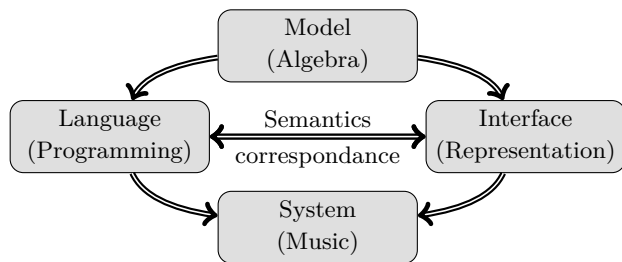 Model
(Algebra)
Language
(Programming)
Semantics
correspondance
Interface
(Representation)
System
(Music)